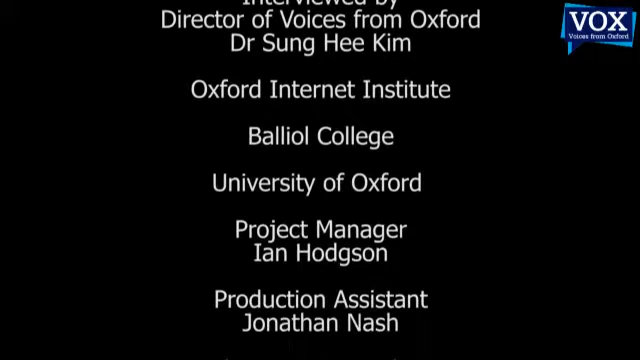 Interviewed by
Director of Voices from Oxford
Dr Sung Hee Kim
Oxford Internet Institute
Balliol College
University of Oxford
Project Manager
Ian Hodgson
Production Assistant
Jonathan Nash
VOX
Voices from Oxford